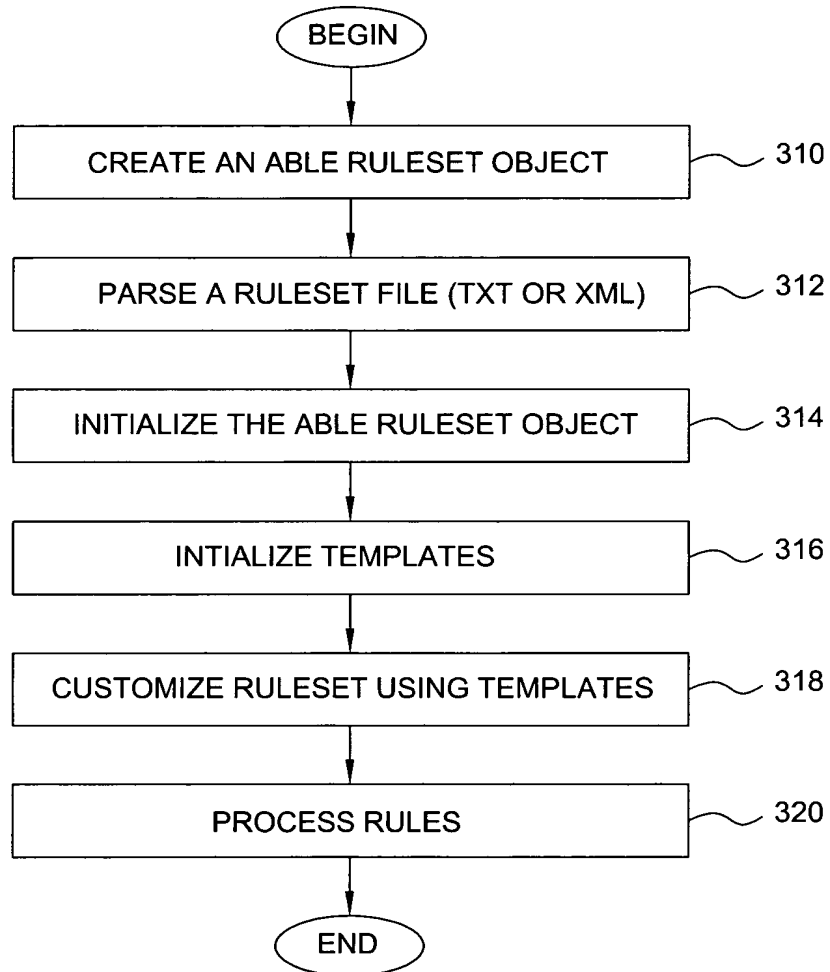 BEGIN
CREATE AN ABLE RULESET OBJECT
310
PARSE A RULESET FILE (TXT OR XML)
312
INITIALIZE THE ABLE RULESET OBJECT
314
INTIALIZE TEMPLATES
316
CUSTOMIZE RULESET USING TEMPLATES
318
PROCESS RULES
320
END